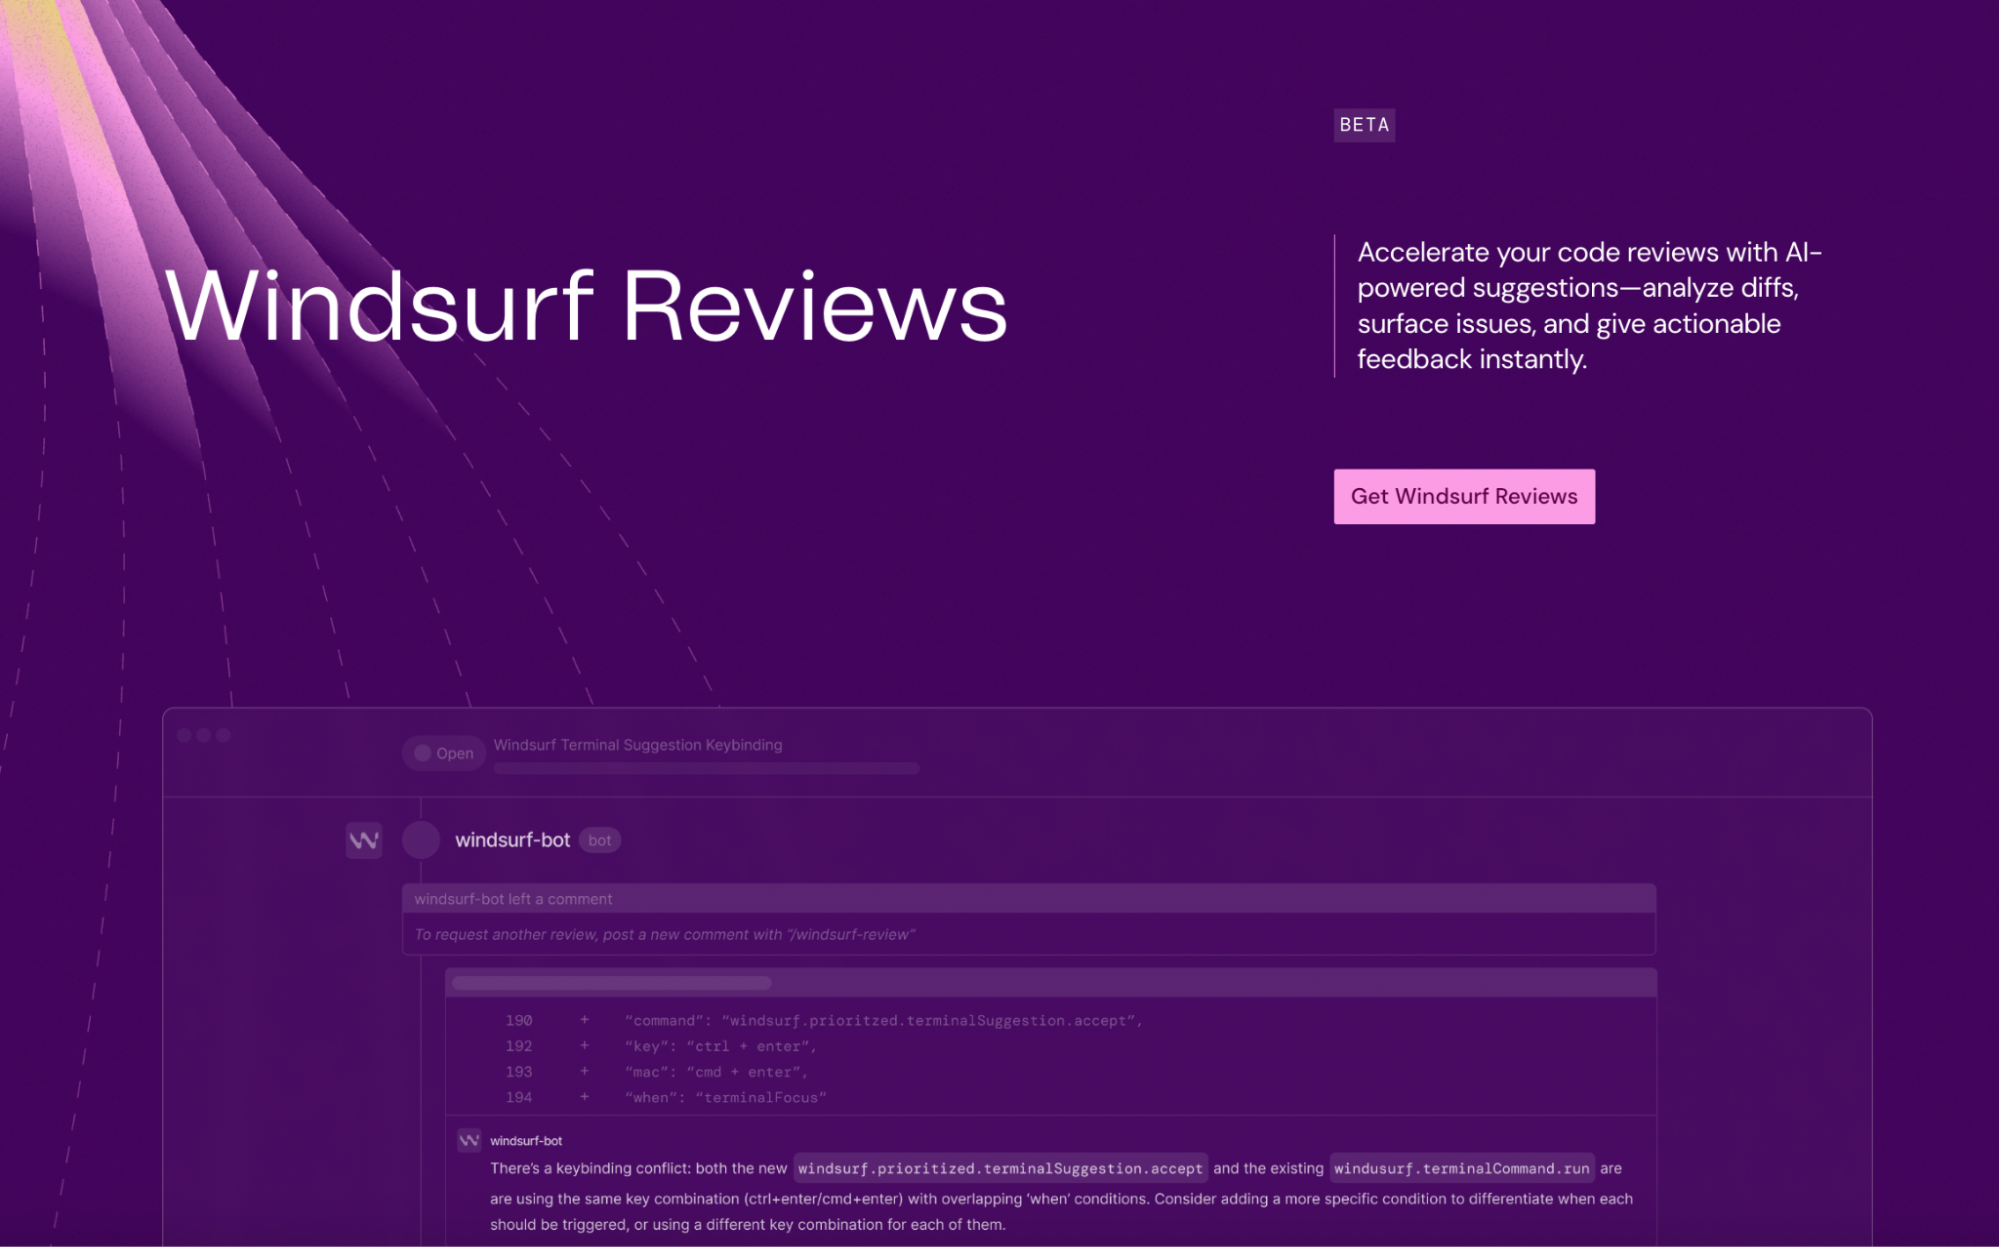 BETA
Windsurf Reviews
Accelerate your code reviews with AI-
powered suggestions—analyze diffs,
surface issues, and give actionable
feedback instantly.
Get Windsurf Reviews
Open
Windsurf Terminal Suggestion Keybinding
windsurf-bot bot
windsurf-bot left a comment
To request another review, post a new comment with “/windsurf-review”
190 + “command”: “windsurf.prioritzed.terminalSuggestion.accept”,
192 + “key”: “ctrl + enter”,
193 + “mac”: “cmd + enter”,
194 + “when”: “terminalFocus”
windsurf-bot
There’s a keybinding conflict: both the new windsurf.prioritized.terminalSuggestion.accept and the existing windusurf.terminalCommand.run are
are using the same key combination (ctrl+enter/cmd+enter) with overlapping ‘when’ conditions. Consider adding a more specific condition to differentiate when each
should be triggered, or using a different key combination for each of them.